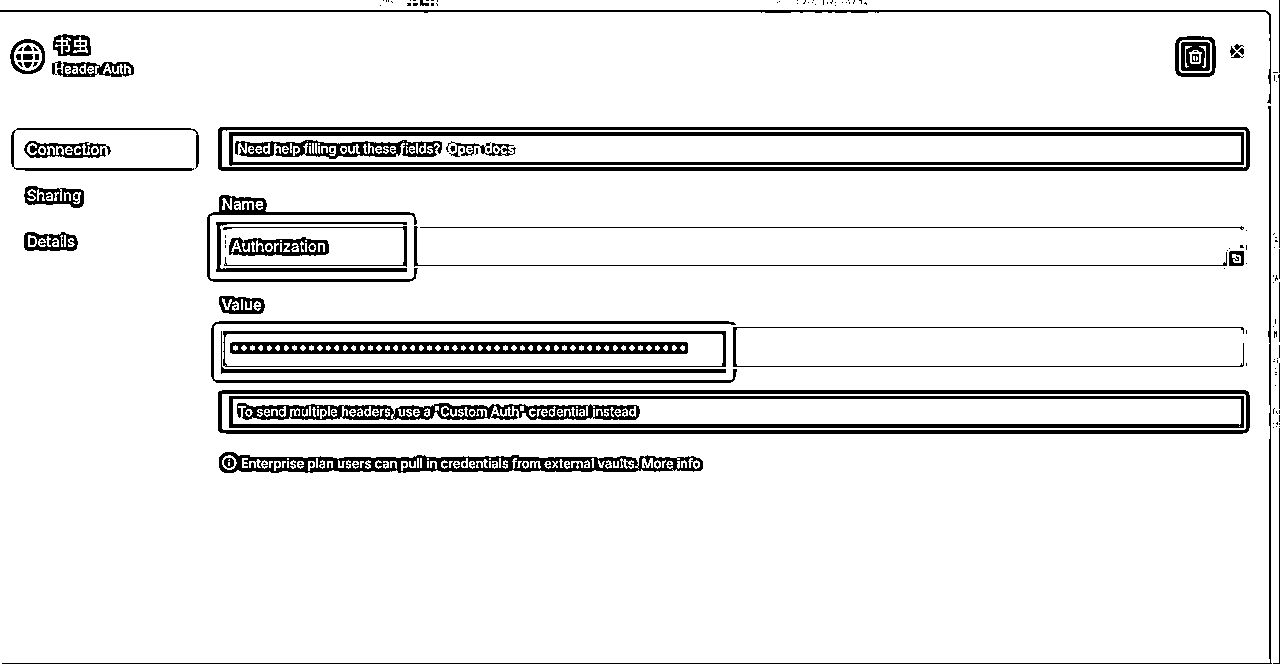 书虫
Header Auth
Connection
Sharing
Details
Need help filling out these fields? Open docs
Name
Authorization
Value
••••••••••••••••••••••••••••••••••••••••••••••••••••
To send multiple headers, use a "Custom Auth" credential instead
Enterprise plan users can pull in credentials from external vaults. More info